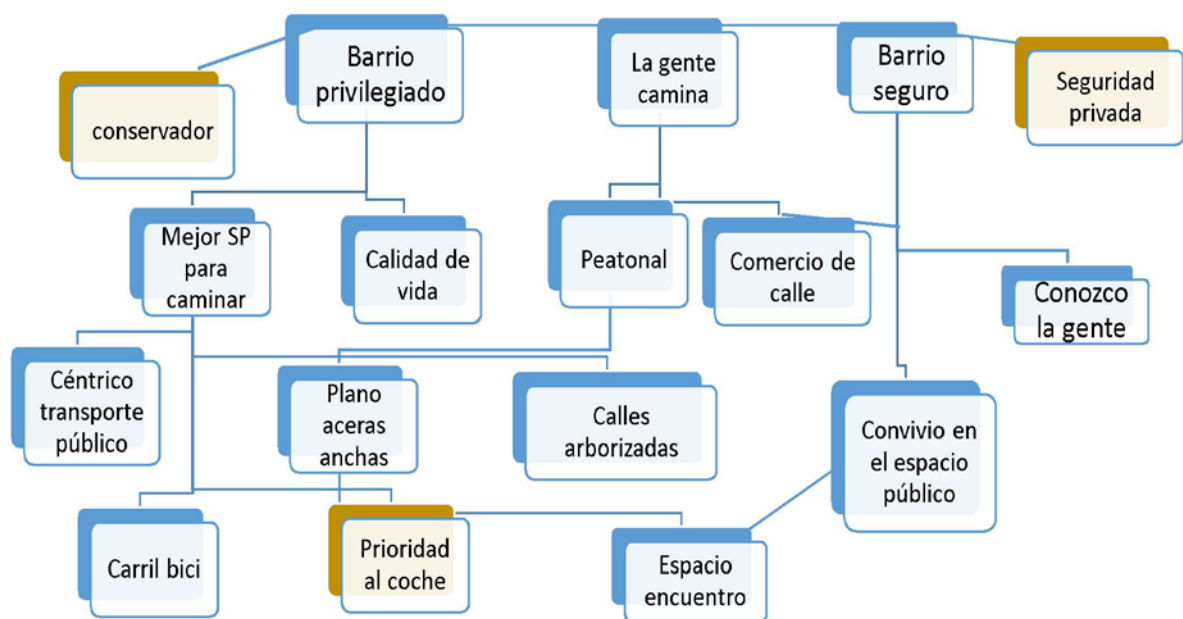 Barrio
privilegiado
La gente
camina
Barrio
seguro
Seguridad
privada
conservador
Mejor SP
para
caminar
Calidad de
vida
Peatonal
Comercio de
calle
Conozco
la gente
Céntrico
transporte
público
Plano
aceras
anchas
Calles
arborizadas
Convivio en
el espacio
público
Carril bici
Prioridad
al coche
Espacio
encuentro